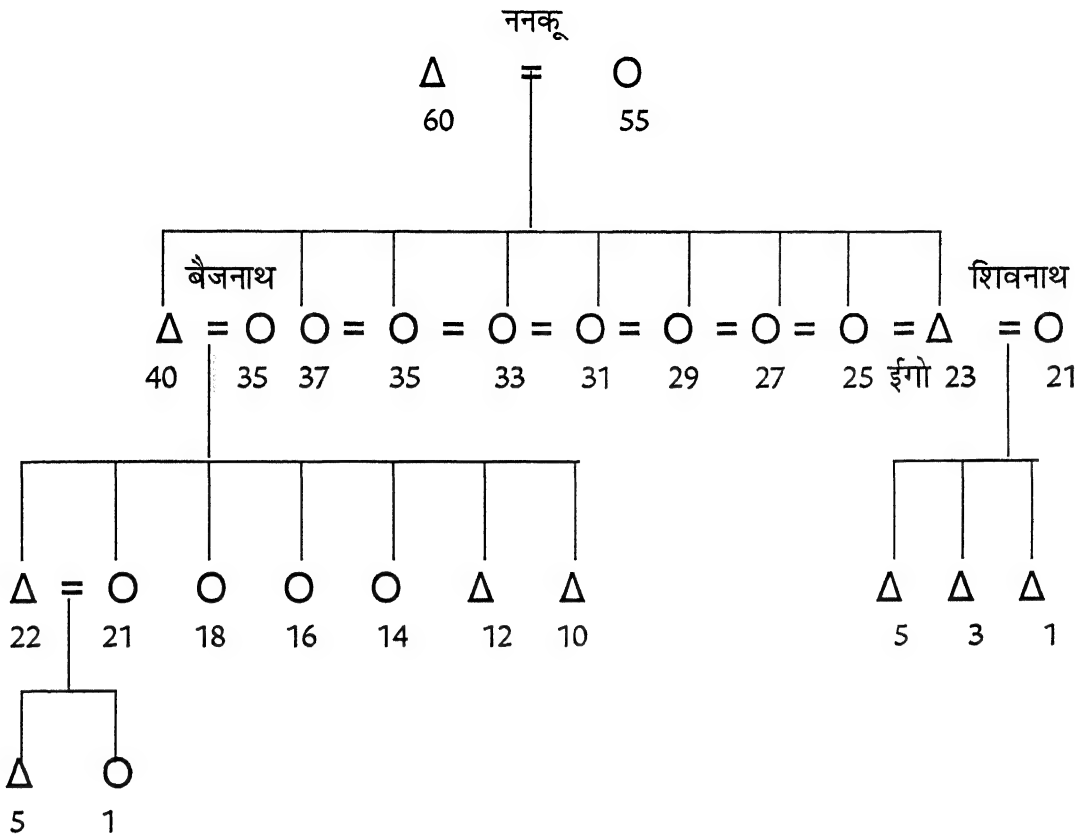 ननकू
Δ = O
60 55
बैजनाथ शिवनाथ
Δ = O O = O = O = O = O = O = O = Δ = O
40 35 37 35 33 31 29 27 25 ईगो 23 21
Δ = O O O O Δ Δ Δ Δ Δ
22 21 18 16 14 12 10 5 3 1
Δ O
5 1